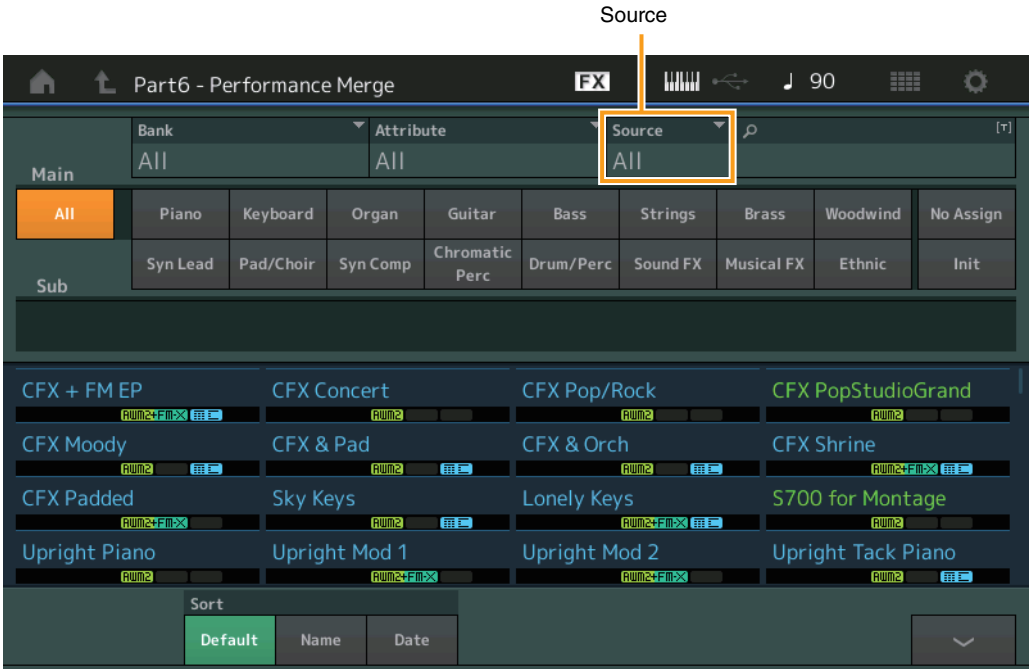 Source
Part6 - Performance Merge FX 90
Bank Attribute Source [T]
All All All
Main
All Piano Keyboard Organ Guitar Bass Strings Brass Woodwind No Assign
Syn Lead Pad/Choir Syn Comp Chromatic Perc Drum/Perc Sound FX Musical FX Ethnic Init
Sub
CFX + FM EP CFX Concert CFX Pop/Rock CFX PopStudioGrand
AWM2+FM-X AWM2 AWM2 AWM2
CFX Moody CFX & Pad CFX & Orch CFX Shrine
AWM2 AWM2 AWM2 AWM2+FM-X
CFX Padded Sky Keys Lonely Keys S700 for Montage
AWM2+FM-X AWM2 AWM2+FM-X AWM2
Upright Piano Upright Mod 1 Upright Mod 2 Upright Tack Piano
AWM2 AWM2+FM-X AWM2+FM-X AWM2
Sort
Default Name Date